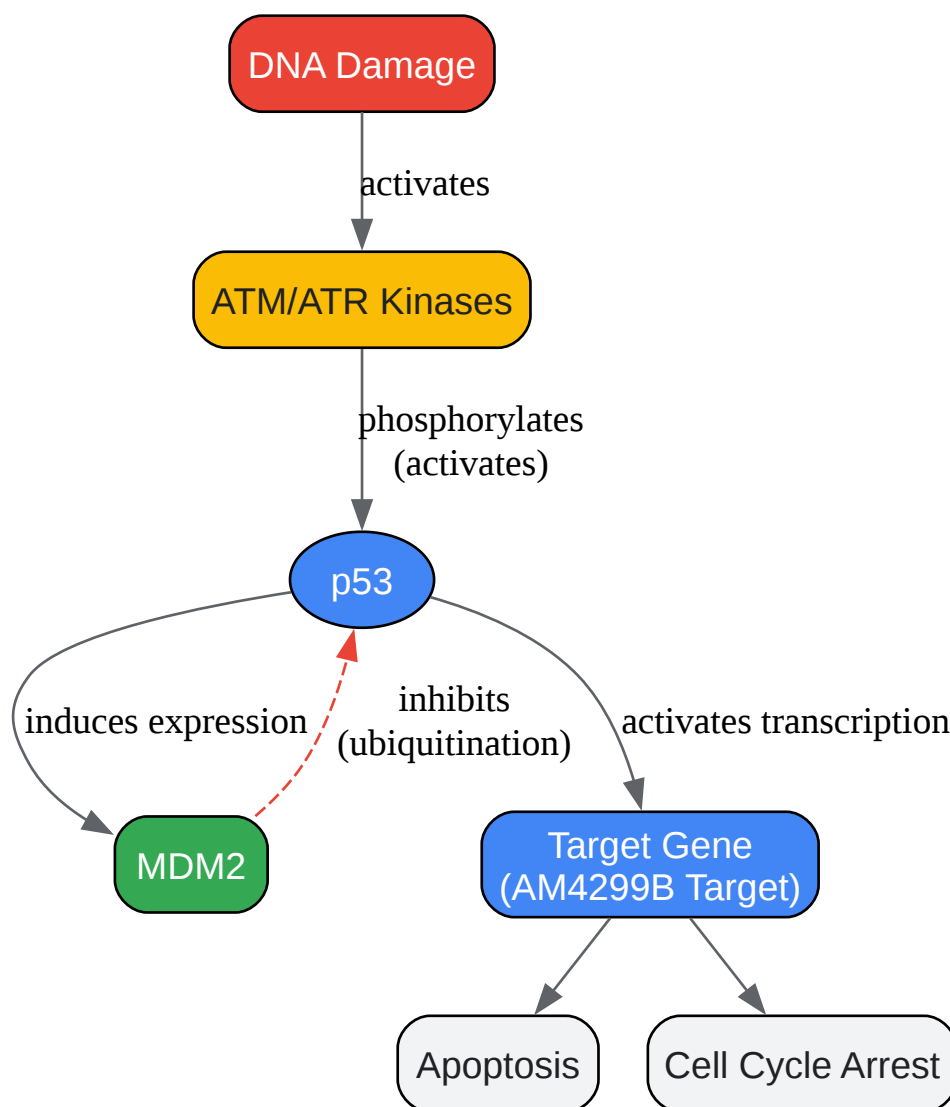 DNA Damage
activates
ATM/ATR Kinases
phosphorylates
(activates)
p53
induces expression
inhibits
(ubiquitination)
activates transcription
MDM2
Target Gene
(AM4299B Target)
Apoptosis
Cell Cycle Arrest